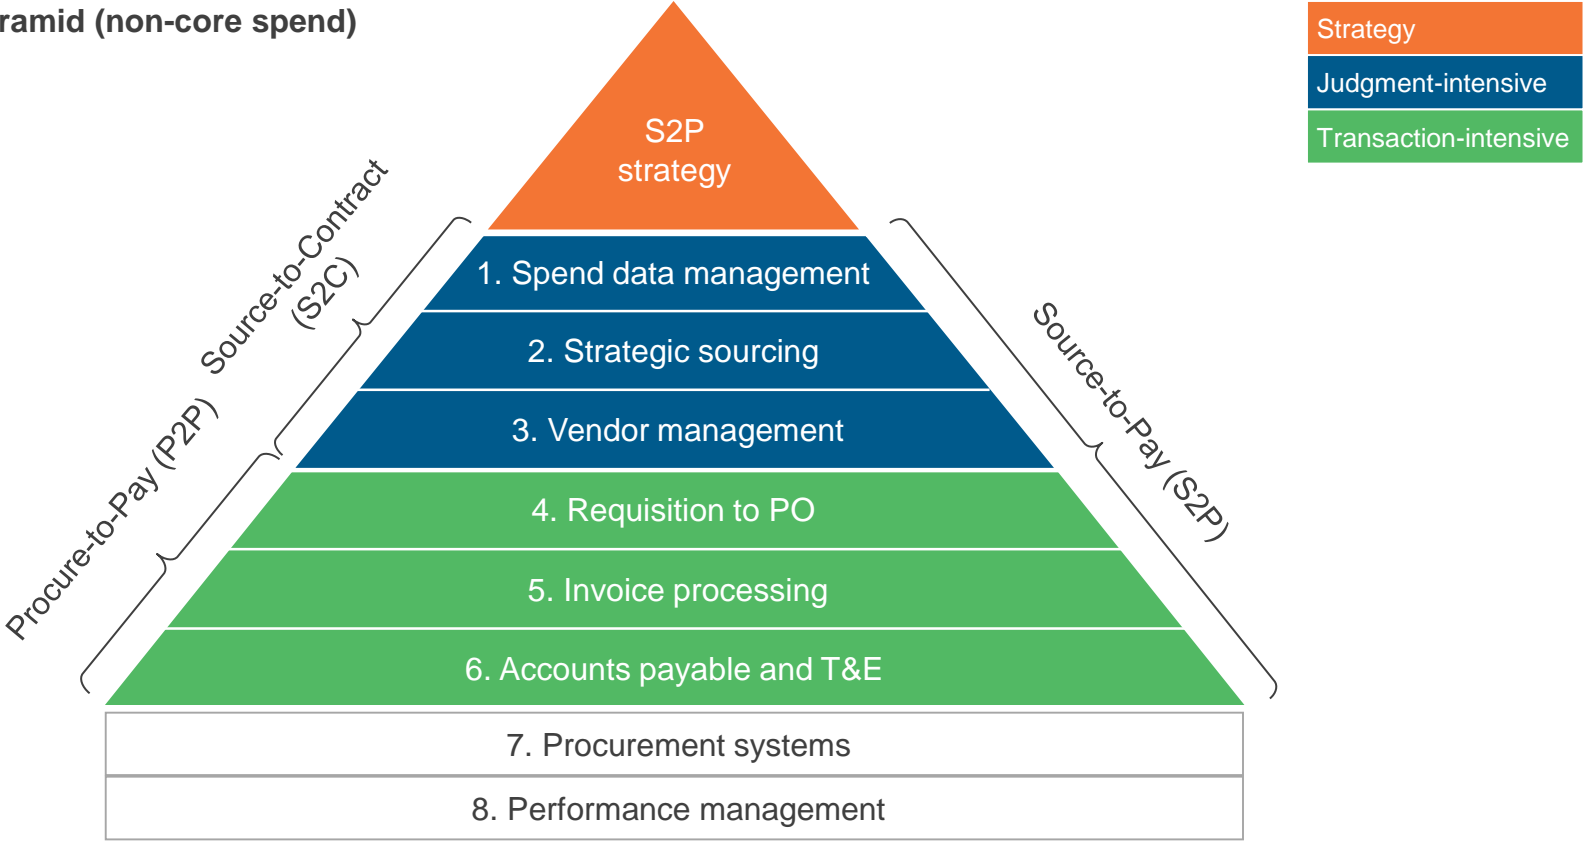 (non-core spend)
Strategy
Judgment-intensive
Transaction-intensive
S2P
strategy
Source-to-Contract
(S2C)
1. Spend data management
2. Strategic sourcing
3. Vendor management
Source-to-Pay (S2P)
Procure-to-Pay (P2P)
4. Requisition to PO
5. Invoice processing
6. Accounts payable and T&E
7. Procurement systems
8. Performance management